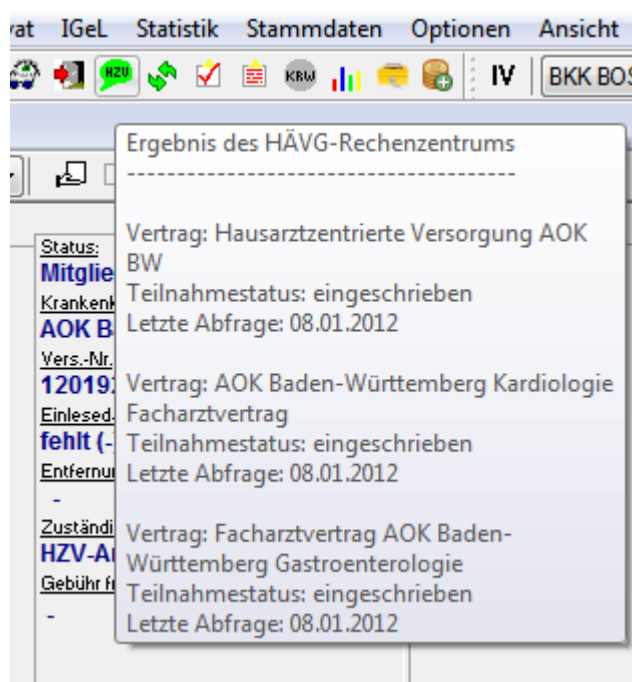 IGeL Statistik Stammdaten Optionen Ansicht
HZV KBW IV BKK BOS
Ergebnis des HÄVG-Rechenzentrums
---------------------------------------
Vertrag: Hausarztzentrierte Versorgung AOK
BW
Teilnahmestatus: eingeschrieben
Letzte Abfrage: 08.01.2012
Vertrag: AOK Baden-Württemberg Kardiologie
Facharztvertrag
Teilnahmestatus: eingeschrieben
Letzte Abfrage: 08.01.2012
Vertrag: Facharztvertrag AOK Baden-
Württemberg Gastroenterologie
Teilnahmestatus: eingeschrieben
Letzte Abfrage: 08.01.2012
Status:
Mitglie
Krankenk
AOK B
Vers.-Nr.
12019
Einlesed.
fehlt (-
Entfernu
-
Zuständi
HZV-A
Gebühr f
-